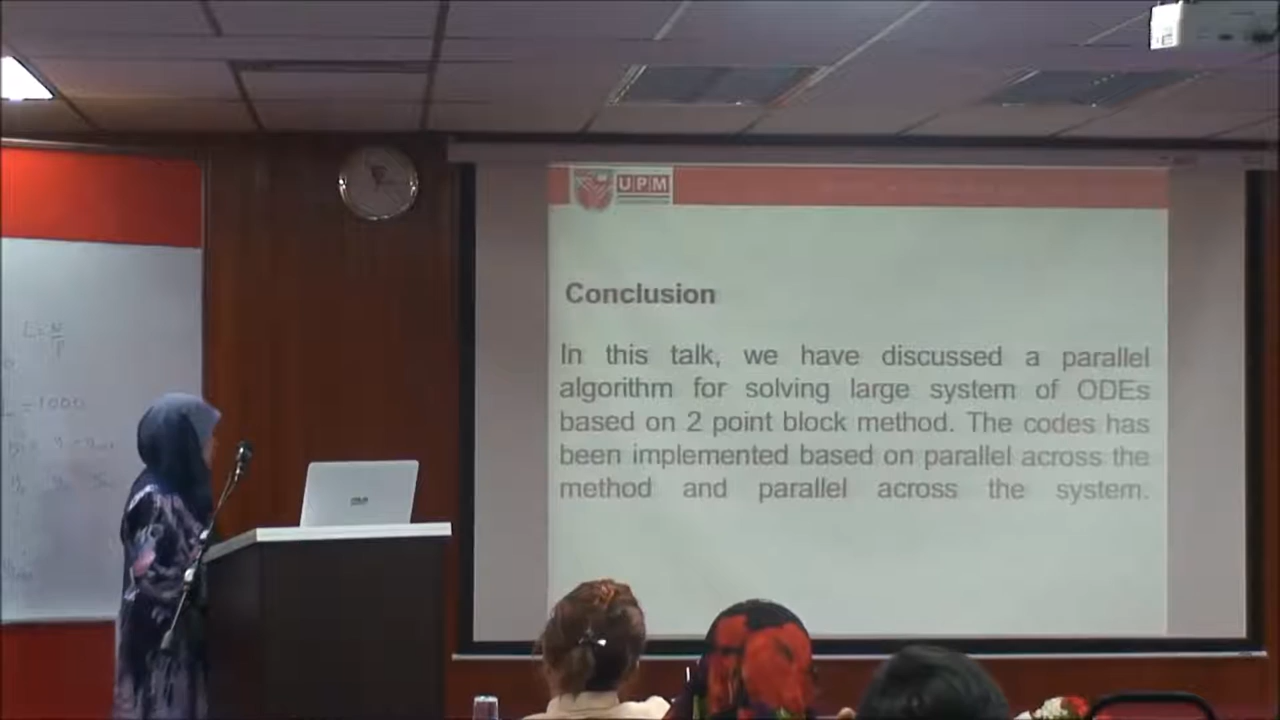 UPM
Conclusion
In this talk, we have discussed a parallel
algorithm for solving large system of ODEs
based on 2 point block method. The codes has
been implemented based on parallel across the
method and parallel across the system.
= 1000